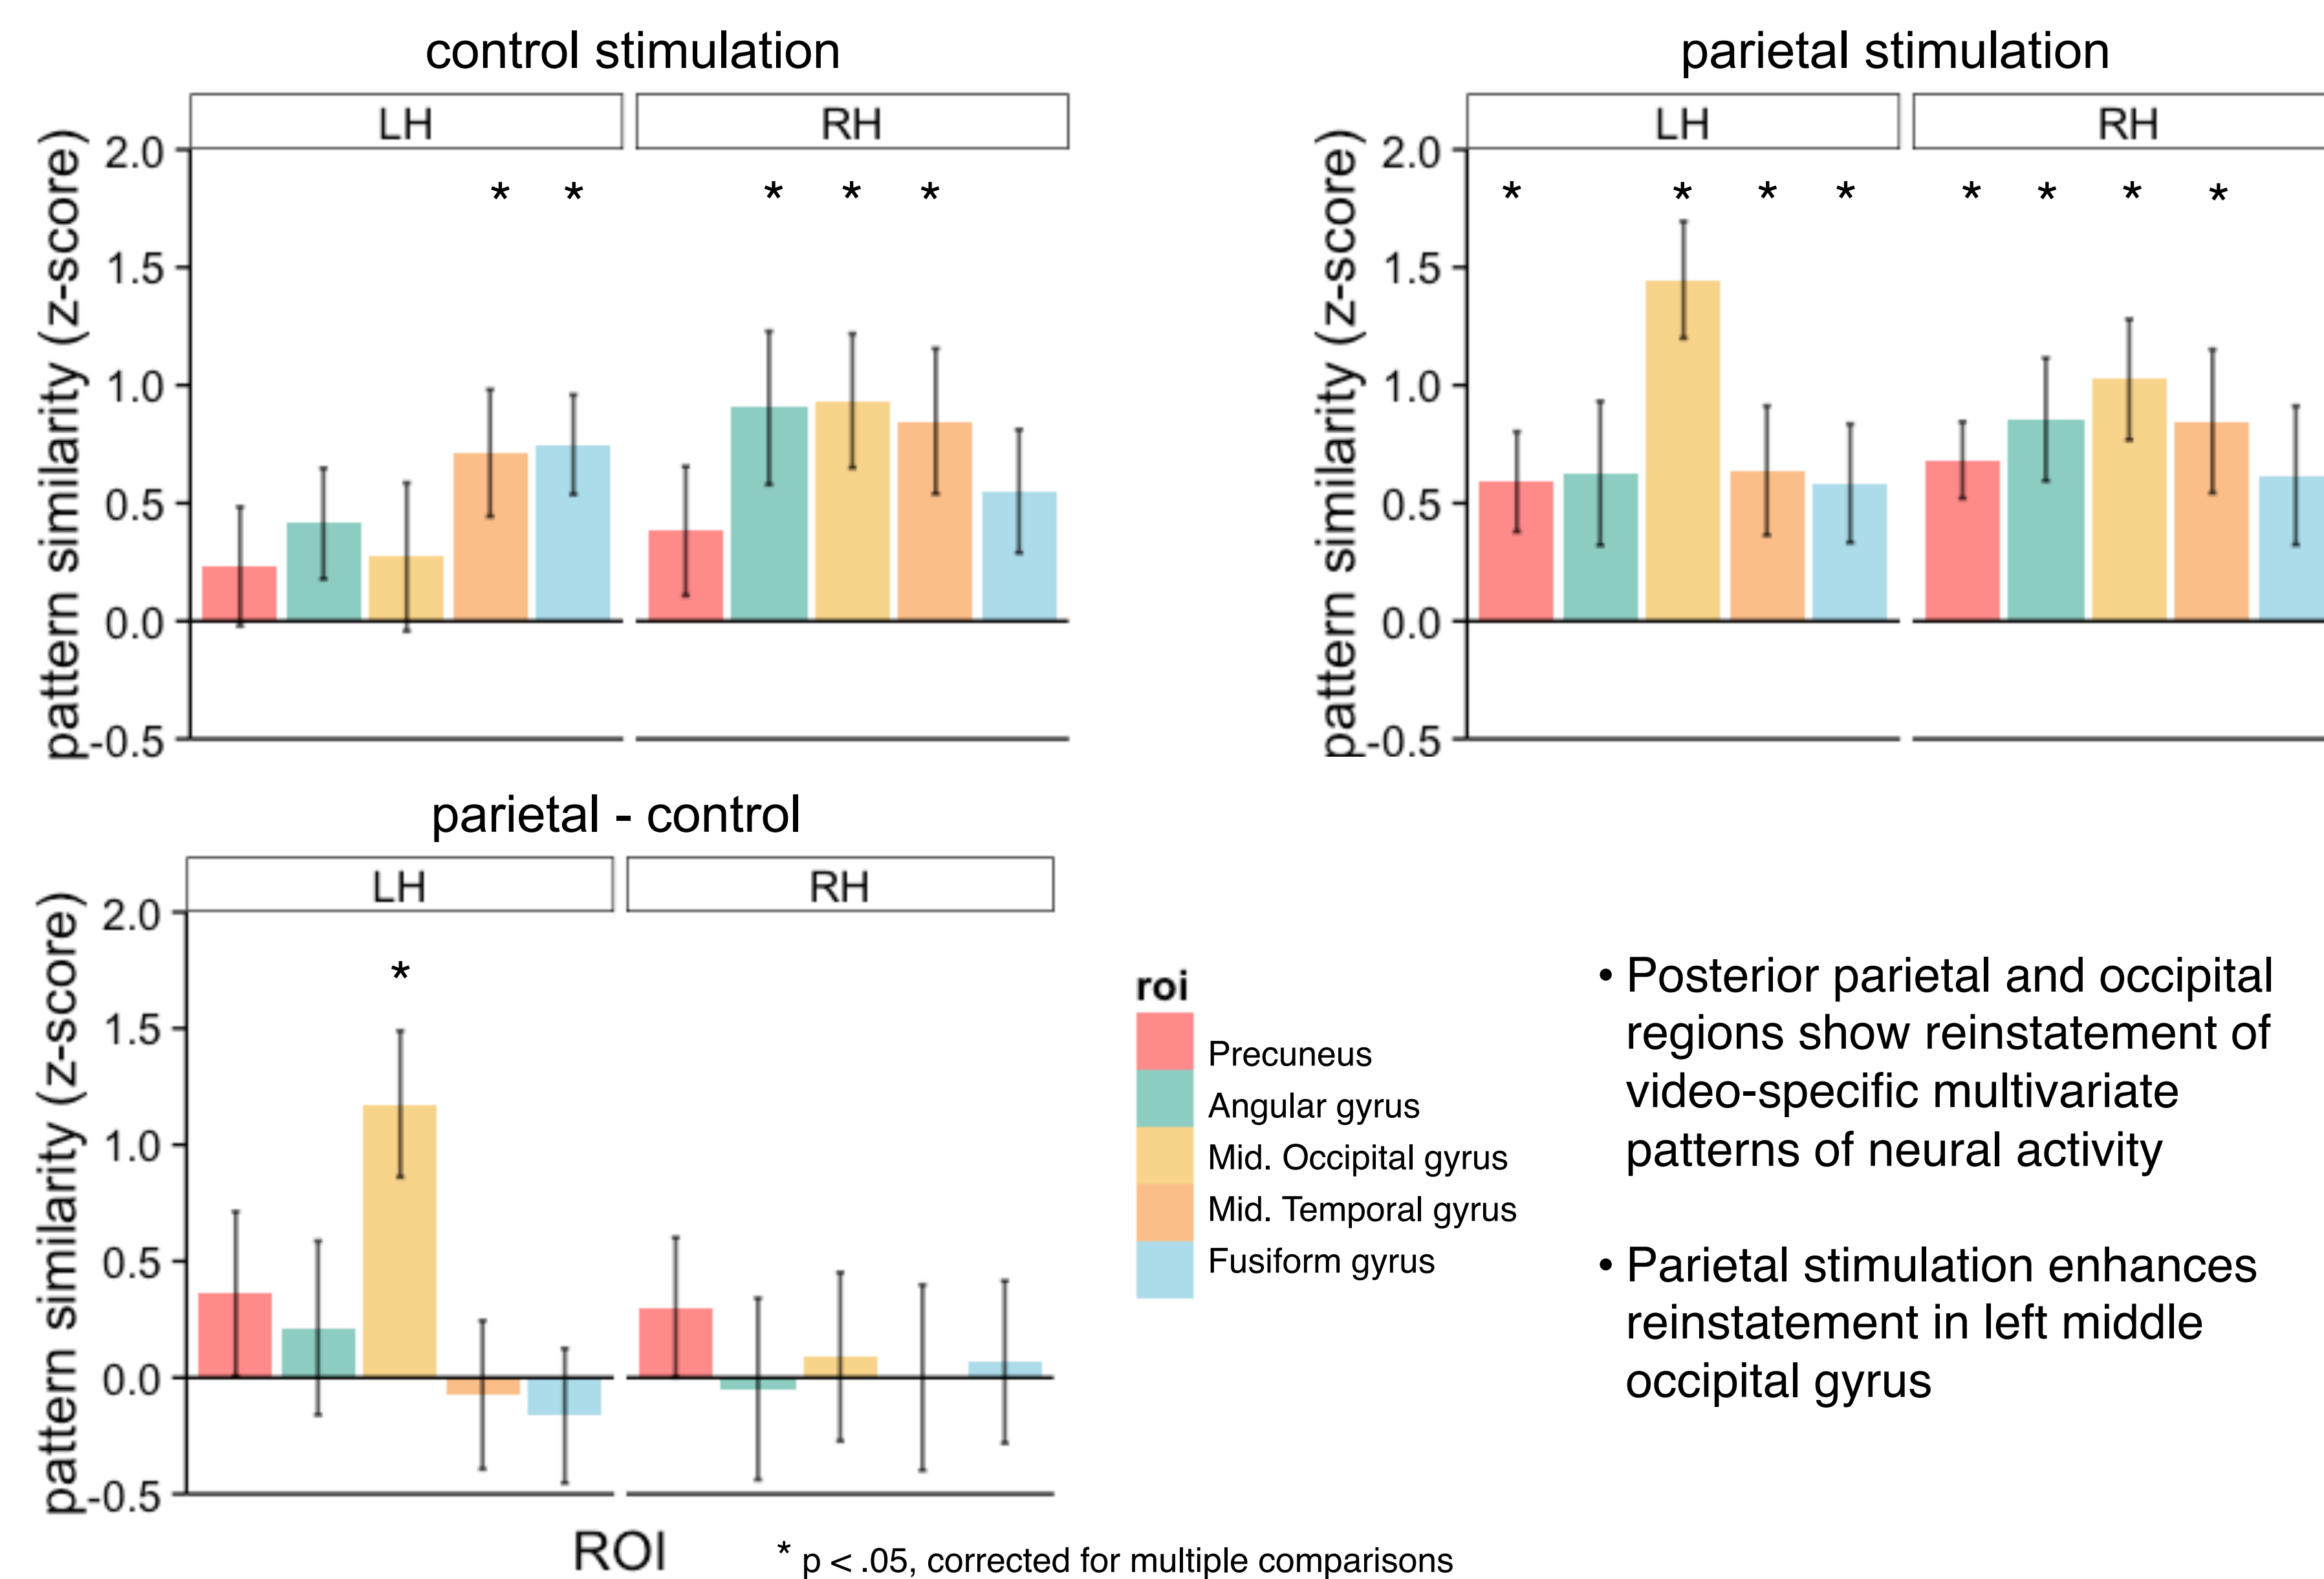 control stimulation
LH
RH
pattern similarity (z-score)
2.0
* * * * *
1.5
1.0
0.5
0.0
-0.5
parietal stimulation
LH
RH
pattern similarity (z-score)
2.0
* * * * * * * *
1.5
1.0
0.5
0.0
-0.5
parietal - control
LH
RH
pattern similarity (z-score)
2.0
*
1.5
1.0
0.5
0.0
-0.5
ROI
* p < .05, corrected for multiple comparisons
roi
Precuneus
Angular gyrus
Mid. Occipital gyrus
Mid. Temporal gyrus
Fusiform gyrus
• Posterior parietal and occipital
regions show reinstatement of
video-specific multivariate
patterns of neural activity
• Parietal stimulation enhances
reinstatement in left middle
occipital gyrus